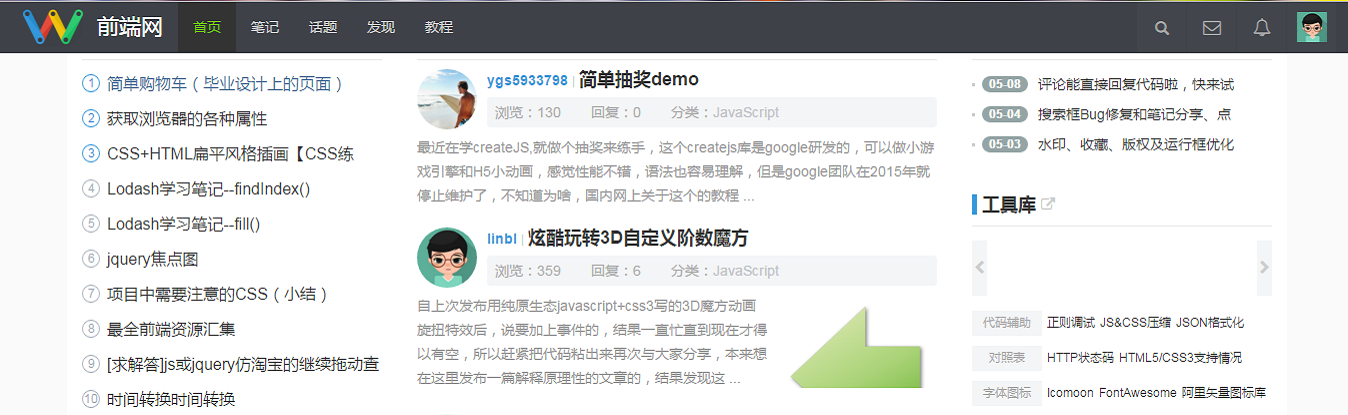 前端网 首页 笔记 话题 发现 教程
1 简单购物车（毕业设计上的页面）
2 获取浏览器的各种属性
3 CSS+HTML扁平风格插画【CSS练
4 Lodash学习笔记--findIndex()
5 Lodash学习笔记--fill()
6 jquery焦点图
7 项目中需要注意的CSS（小结）
8 最全前端资源汇集
9 [求解答]js或jquery仿淘宝的继续拖动查
10 时间转换时间转换
ygs5933798 | 简单抽奖demo
浏览：130 回复：0 分类：JavaScript
最近在学createJS,就做个抽奖来练手，这个createjs库是google研发的，可以做小游
戏引擎和H5小动画，感觉性能不错，语法也容易理解，但是google团队在2015年就
停止维护了，不知道为啥，国内网上关于这个的教程 ...
linbl | 炫酷玩转3D自定义阶数魔方
浏览：359 回复：6 分类：JavaScript
自上次发布用纯原生态javascript+css3写的3D魔方动画
旋扭特效后，说要加上事件的，结果一直忙直到现在才得
以有空，所以赶紧把代码粘出来再次与大家分享，本来想
在这里发布一篇解释原理性的文章的，结果发现这 ...
05-08 评论能直接回复代码啦，快来试
05-04 搜索框Bug修复和笔记分享、点
05-03 水印、收藏、版权及运行框优化
工具库
代码辅助 正则调试 JS&CSS压缩 JSON格式化
对照表 HTTP状态码 HTML5/CSS3支持情况
字体图标 Icomoon FontAwesome 阿里矢量图标库